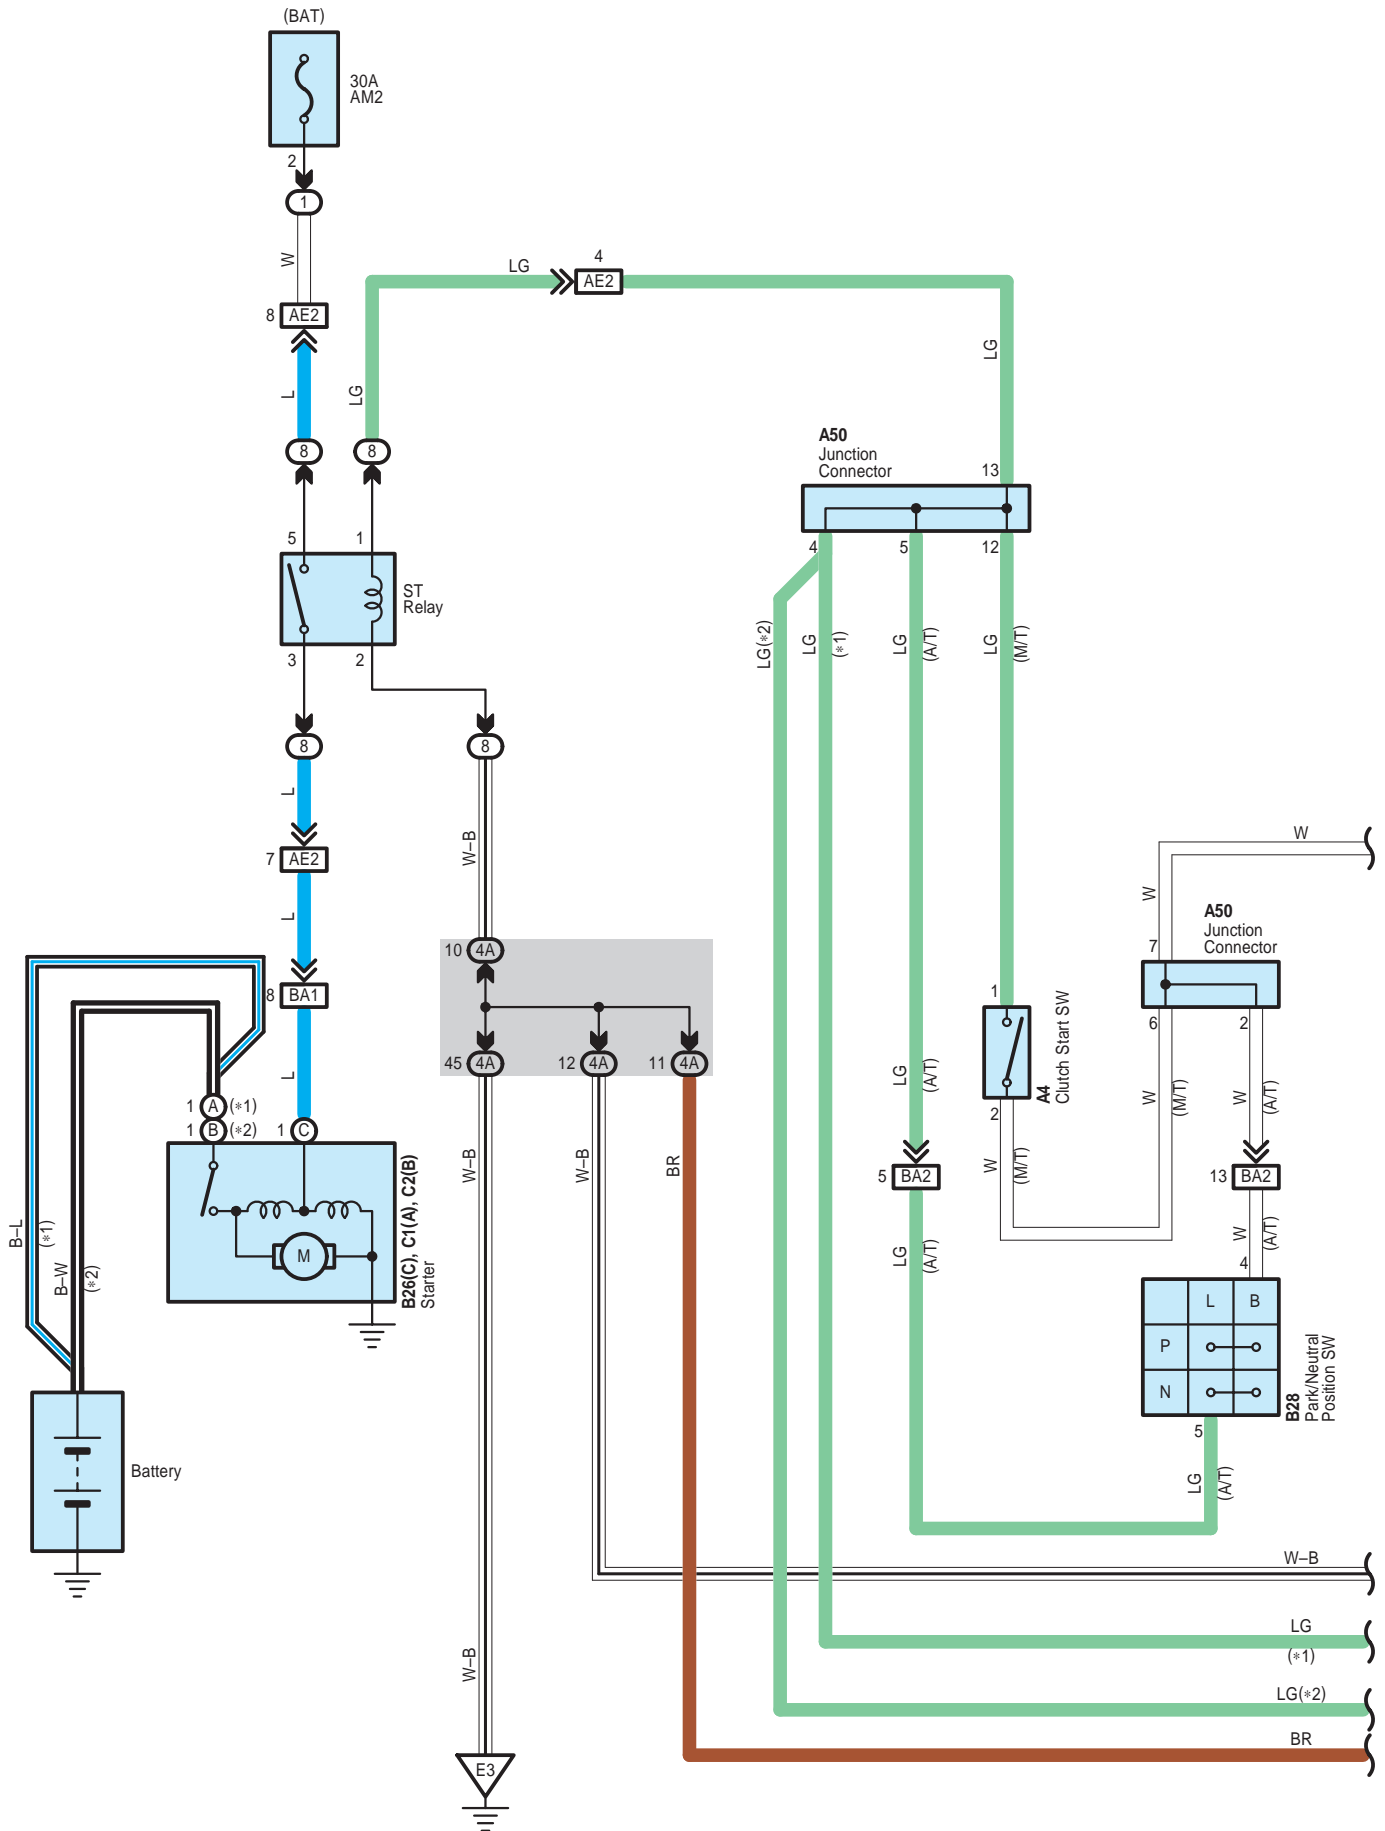 (BAT)
30A
AM2
2
1
W
8 AE2
L
LG
LG
4
AE2
LG
8
8
A50
Junction
Connector
13
5
1
ST
Relay
3
2
4
5
12
LG(∗2)
LG
(∗1)
LG
(A/T)
LG
(M/T)
8
8
L
W–B
7 AE2
L
W
W
A50
Junction
Connector
7
6
2
10 4A
8 BA1
L
45 4A
12 4A
11 4A
1
A4
Clutch Start SW
2
1 A (∗1)
1 B (∗2)
1 C
W–B
W–B
BR
LG
(A/T)
W
(M/T)
W
(M/T)
W
(A/T)
5 BA2
13 BA2
M
B26(C), C1(A), C2(B)
Starter
B–L
(∗1)
B–W
(∗2)
LG
(A/T)
W
(A/T)
4
L B
P
N
B28
Park/Neutral
Position SW
5
LG
(A/T)
Battery
W–B
LG
(∗1)
W–B
LG(∗2)
BR
E3